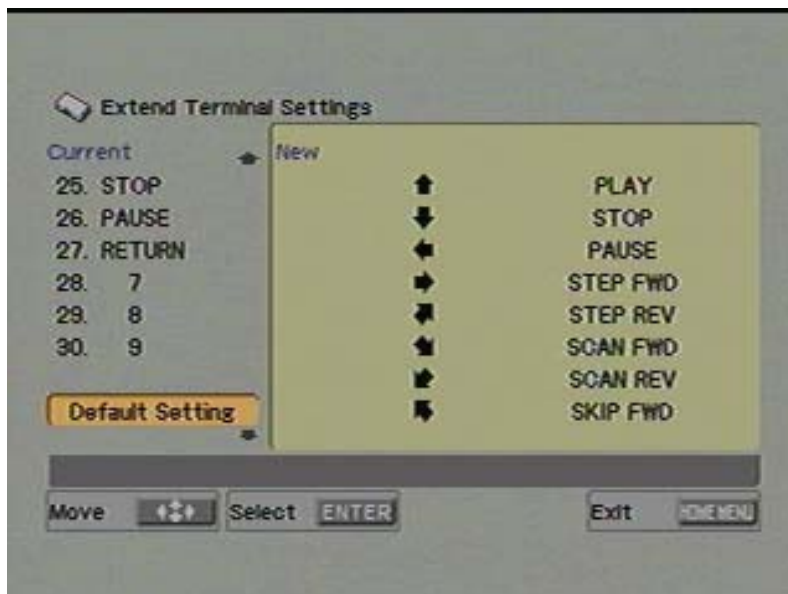 Extend Terminal Settings
Current
New
25. STOP
26. PAUSE
27. RETURN
28. 7
29. 8
30. 9
Default Setting
PLAY
STOP
PAUSE
STEP FWD
STEP REV
SCAN FWD
SCAN REV
SKIP FWD
Move
Select ENTER
Exit HOME MENU